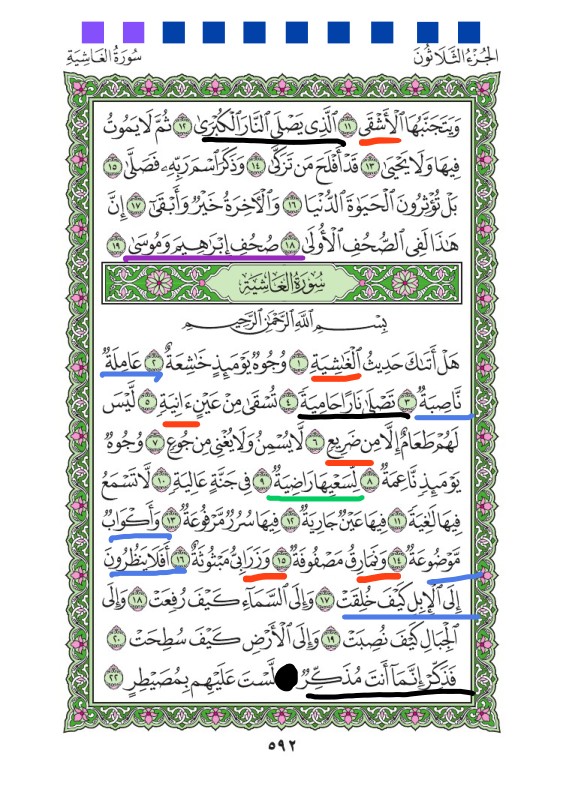 سُورَةُ الغَاشِيَةِ
الجُزْءُ الثَّلَاثُونَ
وَيَتَجَنَّبُهَا ٱلْأَشْقَى ١١ ٱلَّذِى يَصْلَى ٱلنَّارَ ٱلْكُبْرَىٰ ١٢ ثُمَّ لَا يَمُوتُ
فِيهَا وَلَا يَحْيَىٰ ١٣ قَدْ أَفْلَحَ مَن تَزَكَّىٰ ١٤ وَذَكَرَ ٱسْمَ رَبِّهِۦ فَصَلَّىٰ ١٥
بَلْ تُؤْثِرُونَ ٱلْحَيَوٰةَ ٱلدُّنْيَا ١٦ وَٱلْأَخِرَةُ خَيْرٌ وَأَبْقَىٰٓ ١٧ إِنَّ
هَٰذَا لَفِى ٱلصُّحُفِ ٱلْأُولَىٰ ١٨ صُحُفِ إِبْرَٰهِيمَ وَمُوسَىٰ ١٩
سُورَةُ الغَاشِيَةِ
بِسْمِ ٱللَّهِ ٱلرَّحْمَٰنِ ٱلرَّحِيمِ
هَلْ أَتَىٰكَ حَدِيثُ ٱلْغَٰشِيَةِ ١ وُجُوهٌ يَوْمَئِذٍ خَٰشِعَةٌ ٢ عَامِلَةٌ
نَّاصِبَةٌ ٣ تَصْلَىٰ نَارًا حَامِيَةً ٤ تُسْقَىٰ مِنْ عَيْنٍ ءَانِيَةٍ ٥ لَّيْسَ
لَهُمْ طَعَامٌ إِلَّا مِن ضَرِيعٍ ٦ لَّا يُسْمِنُ وَلَا يُغْنِى مِن جُوعٍ ٧ وُجُوهٌ
يَوْمَئِذٍ نَّاعِمَةٌ ٨ لِّسَعْيِهَا رَاضِيَةٌ ٩ فِى جَنَّةٍ عَالِيَةٍ ١٠ لَّا تَسْمَعُ
فِيهَا لَٰغِيَةً ١١ فِيهَا عَيْنٌ جَارِيَةٌ ١٢ فِيهَا سُرُرٌ مَّرْفُوعَةٌ ١٣ وَأَكْوَابٌ
مَّوْضُوعَةٌ ١٤ وَنَمَارِقُ مَصْفُوفَةٌ ١٥ وَزَرَابِىُّ مَبْثُوثَةٌ ١٦ أَفَلَا يَنظُرُونَ
إِلَى ٱلْإِبِلِ كَيْفَ خُلِقَتْ ١٧ وَإِلَى ٱلسَّمَآءِ كَيْفَ رُفِعَتْ ١٨ وَإِلَى
ٱلْجِبَالِ كَيْفَ نُصِبَتْ ١٩ وَإِلَى ٱلْأَرْضِ كَيْفَ سُطِحَتْ ٢٠
فَذَكِّرْ إِنَّمَآ أَنتَ مُذَكِّرٌ لَّسْتَ عَلَيْهِم بِمُصَيْطِرٍ ٢٢
٥٩٢